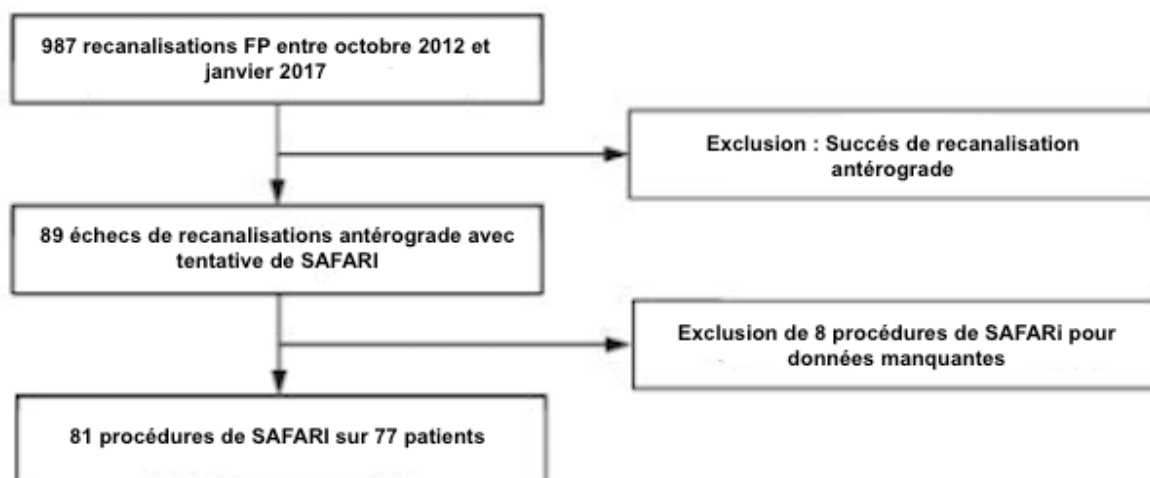 987 recanalisations FP entre octobre 2012 et
janvier 2017
Exclusion : Succés de recanalisation
antérograde
89 échecs de recanalisations antérograde avec
tentative de SAFARI
Exclusion de 8 procédures de SAFARi pour
données manquantes
81 procédures de SAFARI sur 77 patients